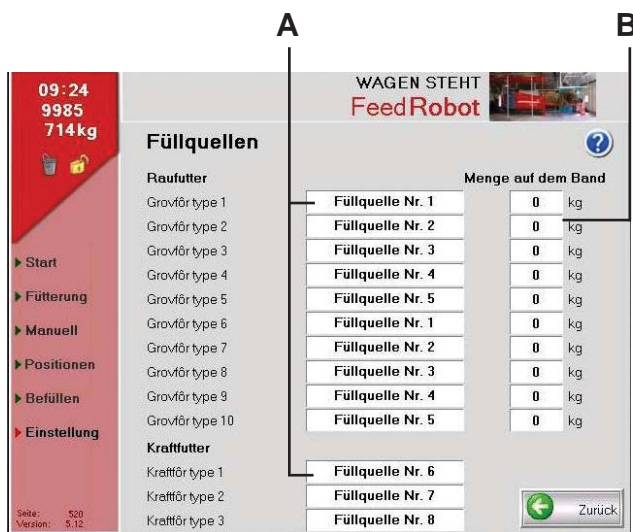 A B
09:24
9985
714kg
WAGEN STEHT
FeedRobot
Füllquellen
?
Raufutter Menge auf dem Band
Grovfôr type 1 Füllquelle Nr. 1 0 kg
Grovfôr type 2 Füllquelle Nr. 2 0 kg
Grovfôr type 3 Füllquelle Nr. 3 0 kg
Grovfôr type 4 Füllquelle Nr. 4 0 kg
Grovfôr type 5 Füllquelle Nr. 5 0 kg
Grovfôr type 6 Füllquelle Nr. 1 0 kg
Grovfôr type 7 Füllquelle Nr. 2 0 kg
Grovfôr type 8 Füllquelle Nr. 3 0 kg
Grovfôr type 9 Füllquelle Nr. 4 0 kg
Grovfôr type 10 Füllquelle Nr. 5 0 kg
Kraftfutter
Kraftfôr type 1 Füllquelle Nr. 6
Kraftfôr type 2 Füllquelle Nr. 7
Kraftfôr type 3 Füllquelle Nr. 8
Start
Fütterung
Manuell
Positionen
Befüllen
Einstellung
Seite: 520
Version: 5.12
Zurück